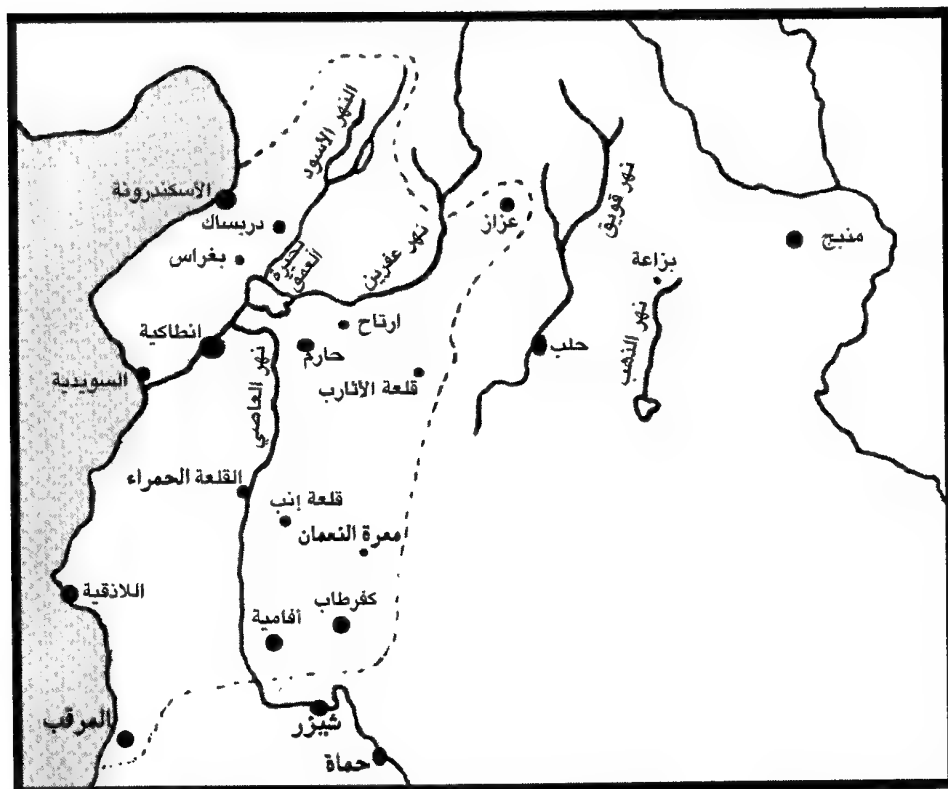 النهر الأسود
الأسكندرونة
دربساك
بغراس
بحيرة
العمق
نهر عفرين
عزاز
نهر قويق
منبج
بزاعة
نهر الذهب
انطاكية
ارتاح
حارم
حلب
السويدية
قلعة الأثارب
نهر العاصي
القلعة الحمراء
قلعة إنب
معرة النعمان
اللاذقية
كفرطاب
أفامية
المرقب
شيزر
حماة